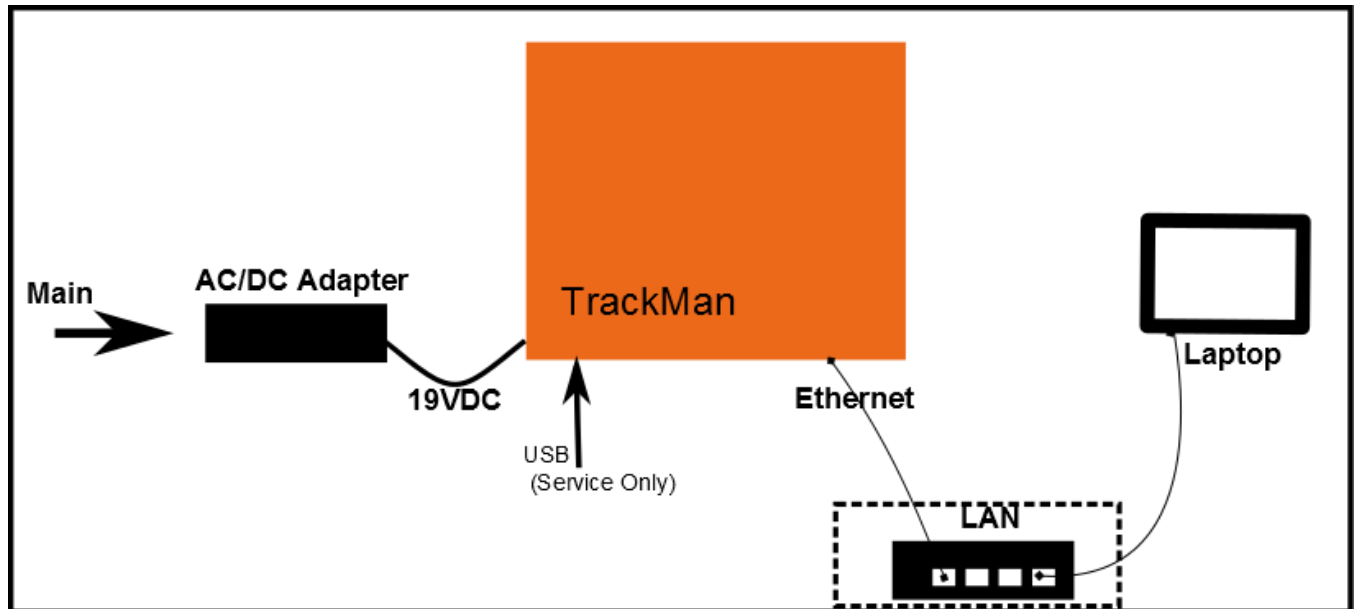 Main
AC/DC Adapter
19VDC
TrackMan
USB
(Service Only)
Ethernet
LAN
Laptop